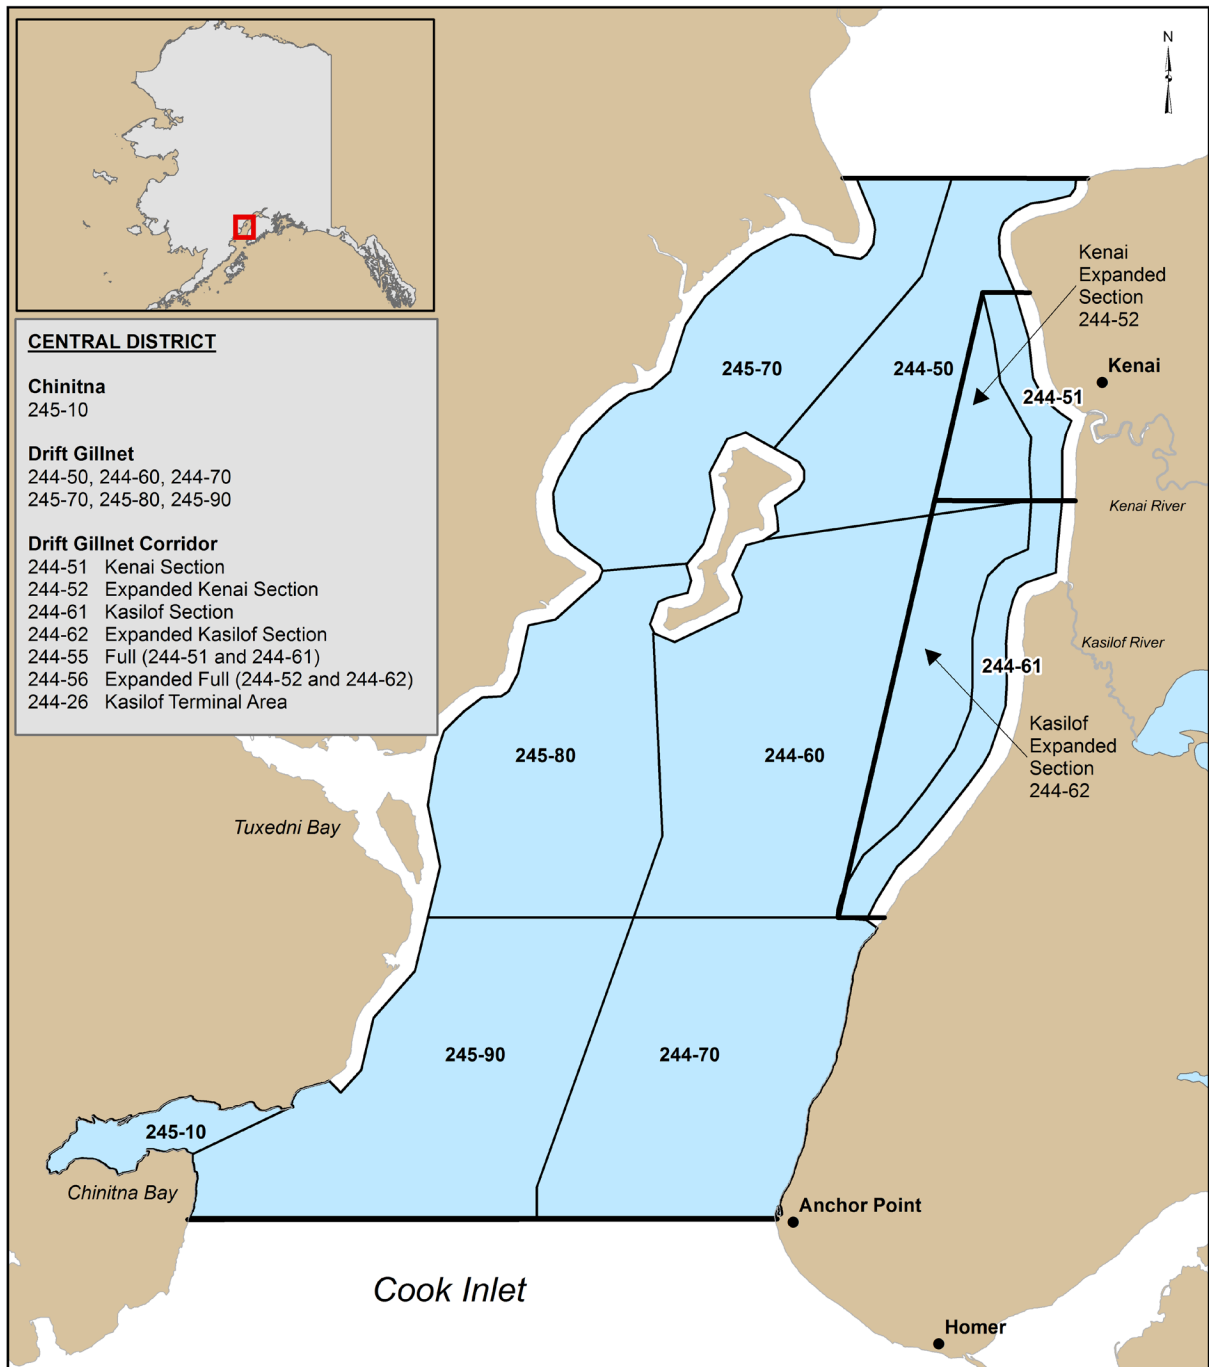 N
CENTRAL DISTRICT
Chinitna
245-10
Drift Gillnet
244-50, 244-60, 244-70
245-70, 245-80, 245-90
Drift Gillnet Corridor
244-51 Kenai Section
244-52 Expanded Kenai Section
244-61 Kasilof Section
244-62 Expanded Kasilof Section
244-55 Full (244-51 and 244-61)
244-56 Expanded Full (244-52 and 244-62)
244-26 Kasilof Terminal Area
Kenai
Expanded
Section
244-52
245-70
244-50
Kenai
244-51
Kenai River
Kasilof River
244-61
Kasilof
Expanded
Section
244-62
245-80
244-60
Tuxedni Bay
245-90
244-70
245-10
Chinitna Bay
Anchor Point
Cook Inlet
Homer